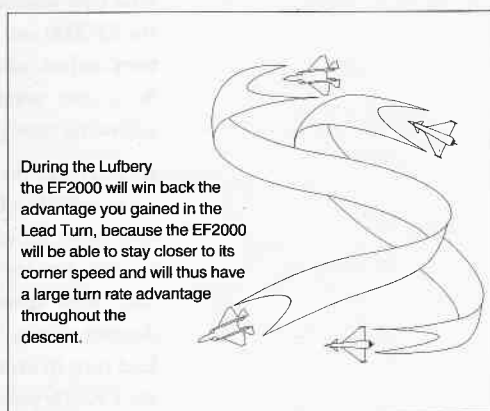 During the Lufbery
the EF2000 will win back the
advantage you gained in the
Lead Turn, because the EF2000
will be able to stay closer to its
corner speed and will thus have
a large turn rate advantage
throughout the
descent.